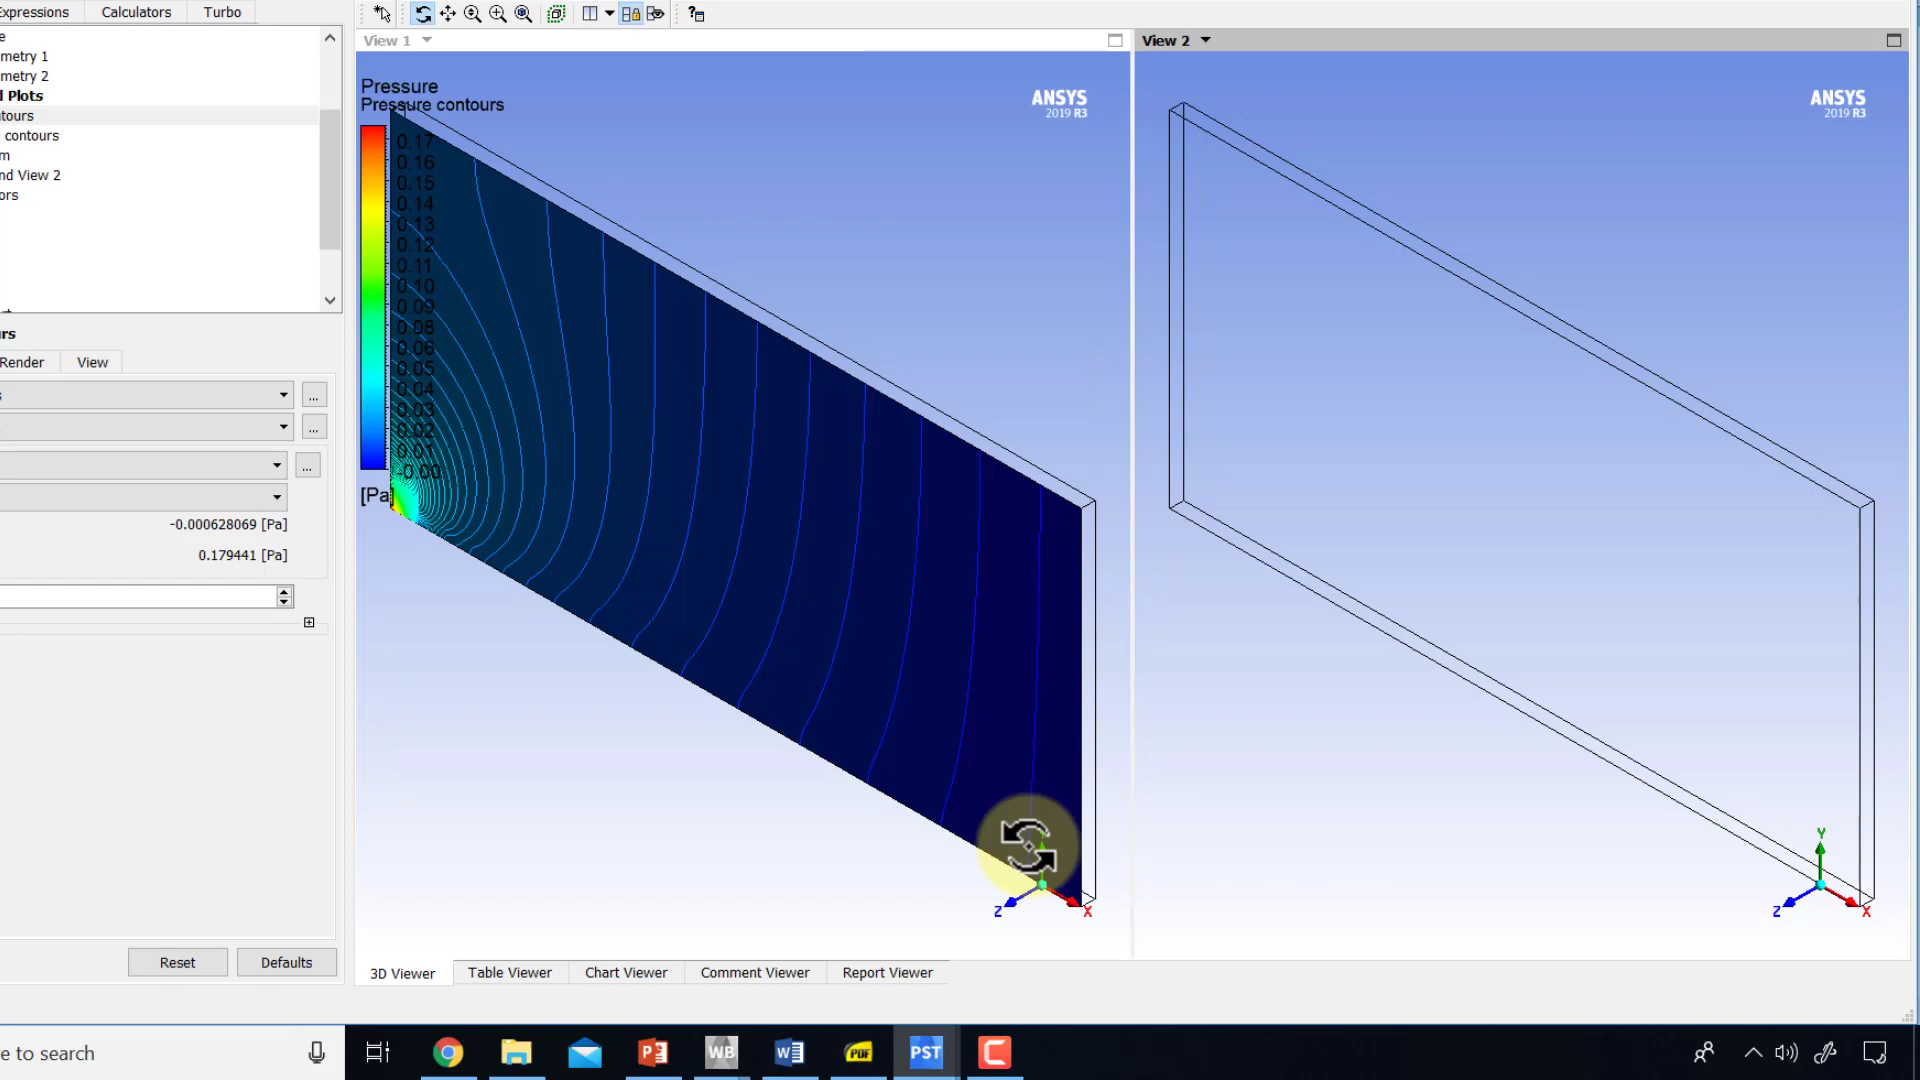 xpressions Calculators Turbo
e
metry 1
metry 2
d Plots
tours
contours
m
nd View 2
ors
rs
Render View
s
...
...
...
-0.000628069 [Pa]
0.179441 [Pa]
Reset Defaults
View 1
Pressure
Pressure contours
0.17
0.16
0.15
0.14
0.13
0.12
0.11
0.10
0.09
0.08
0.06
0.05
0.04
0.03
0.02
0.01
-0.00
[Pa]
ANSYS
2019 R3
Z X
View 2
ANSYS
2019 R3
Y
Z X
3D Viewer Table Viewer Chart Viewer Comment Viewer Report Viewer
e to search
WB
PDF
PST